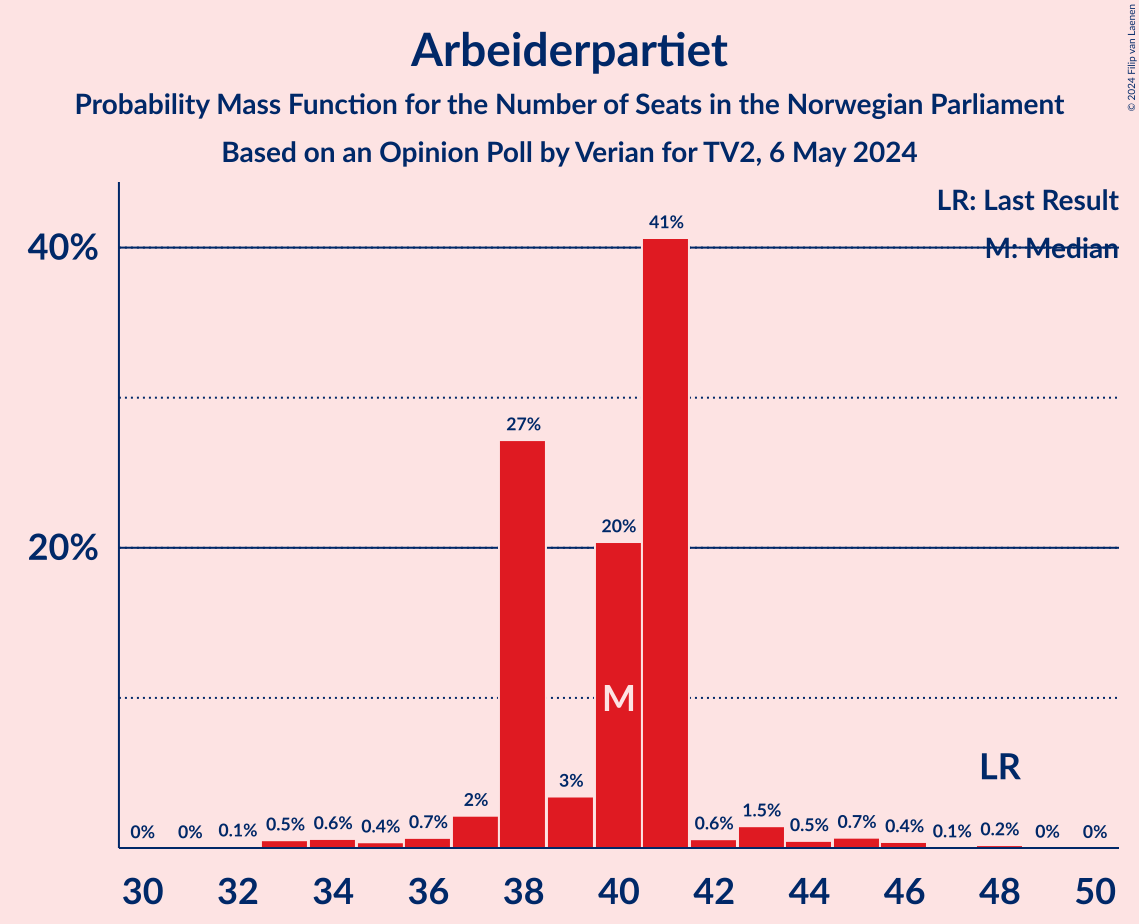 Arbeiderpartiet
Probability Mass Function for the Number of Seats in the Norwegian Parliament
Based on an Opinion Poll by Verian for TV2, 6 May 2024
© 2024 Filip van Laenen
LR: Last Result
M: Median
40%
20%
0% 0% 0.1% 0.5% 0.6% 0.4% 0.7% 2% 27% 3% 20% 41% 0.6% 1.5% 0.5% 0.7% 0.4% 0.1% 0.2% 0% 0%
M
LR
30 32 34 36 38 40 42 44 46 48 50